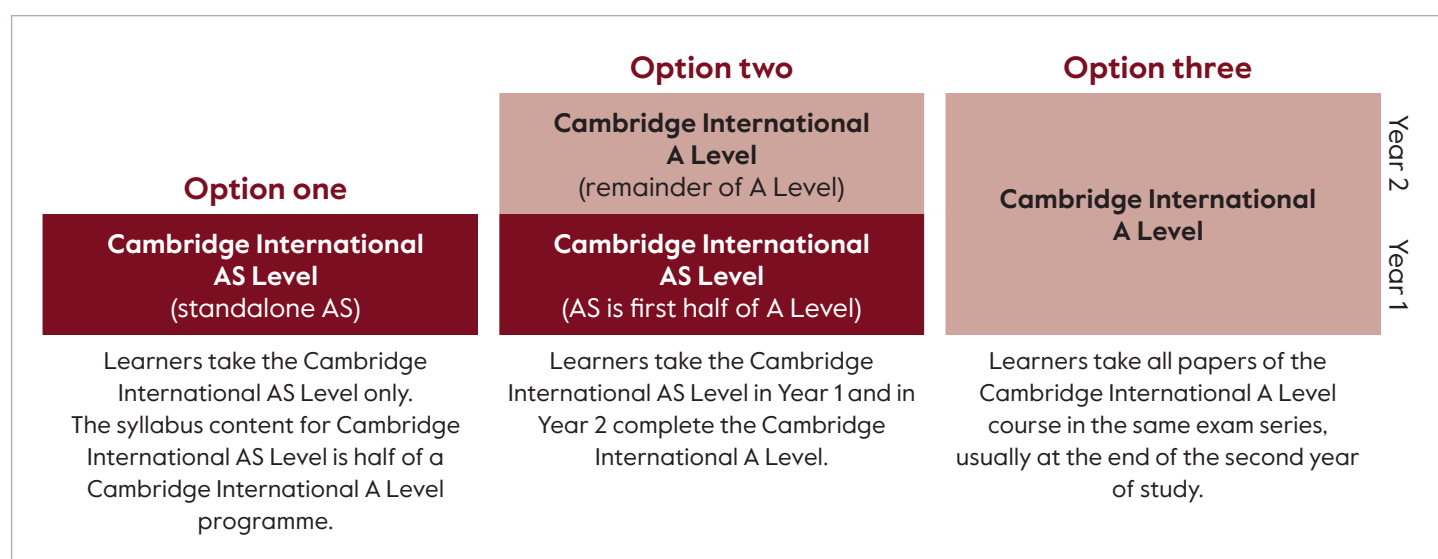 Option one
Cambridge International
AS Level
(standalone AS)
Learners take the Cambridge
International AS Level only.
The syllabus content for Cambridge
International AS Level is half of a
Cambridge International A Level
programme.
Option two
Cambridge International
A Level
(remainder of A Level)
Cambridge International
AS Level
(AS is first half of A Level)
Learners take the Cambridge
International AS Level in Year 1 and in
Year 2 complete the Cambridge
International A Level.
Option three
Cambridge International
A Level
Learners take all papers of the
Cambridge International A Level
course in the same exam series,
usually at the end of the second year
of study.
Year 2
Year 1